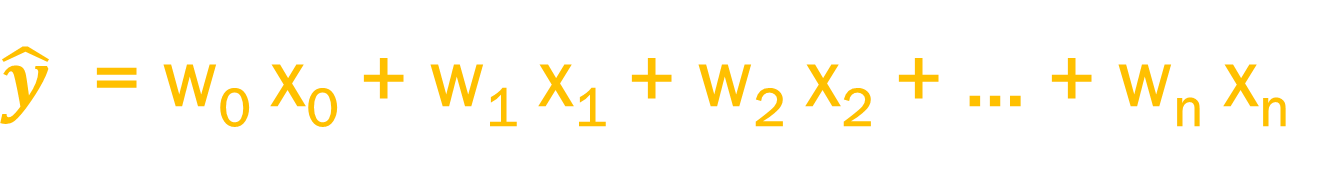 ŷ = w₀ x₀ + w₁ x₁ + w₂ x₂ + ... + wₙ xₙ